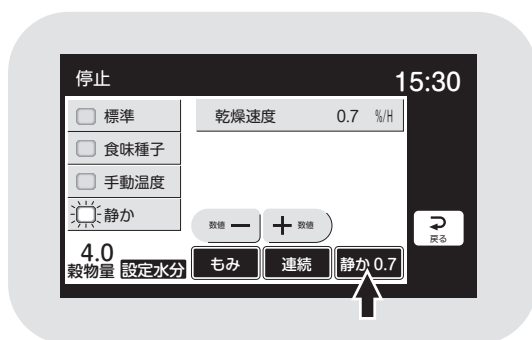 停止 15:30
標準
乾燥速度 0.7 %/H
食味種子
手動温度
静か
数値 － ＋ 数値
戻る
4.0
穀物量 設定水分 もみ 連続 静か 0.7